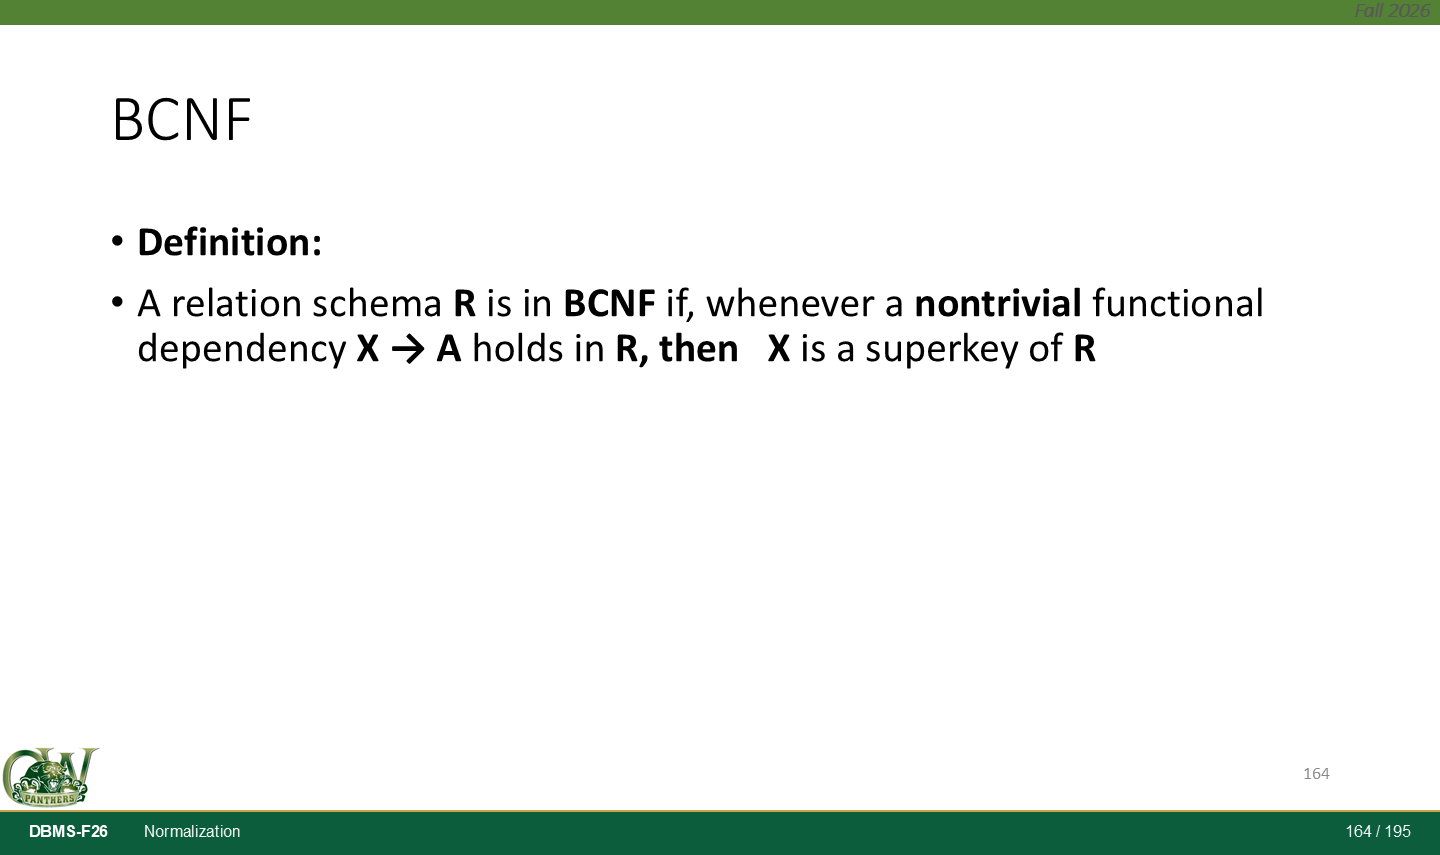 Fall 2026
BCNF
• Definition:
• A relation schema R is in BCNF if, whenever a nontrivial functional
dependency X → A holds in R, then   X is a superkey of R
PANTHERS
164
DBMS-F26 Normalization 164 / 195